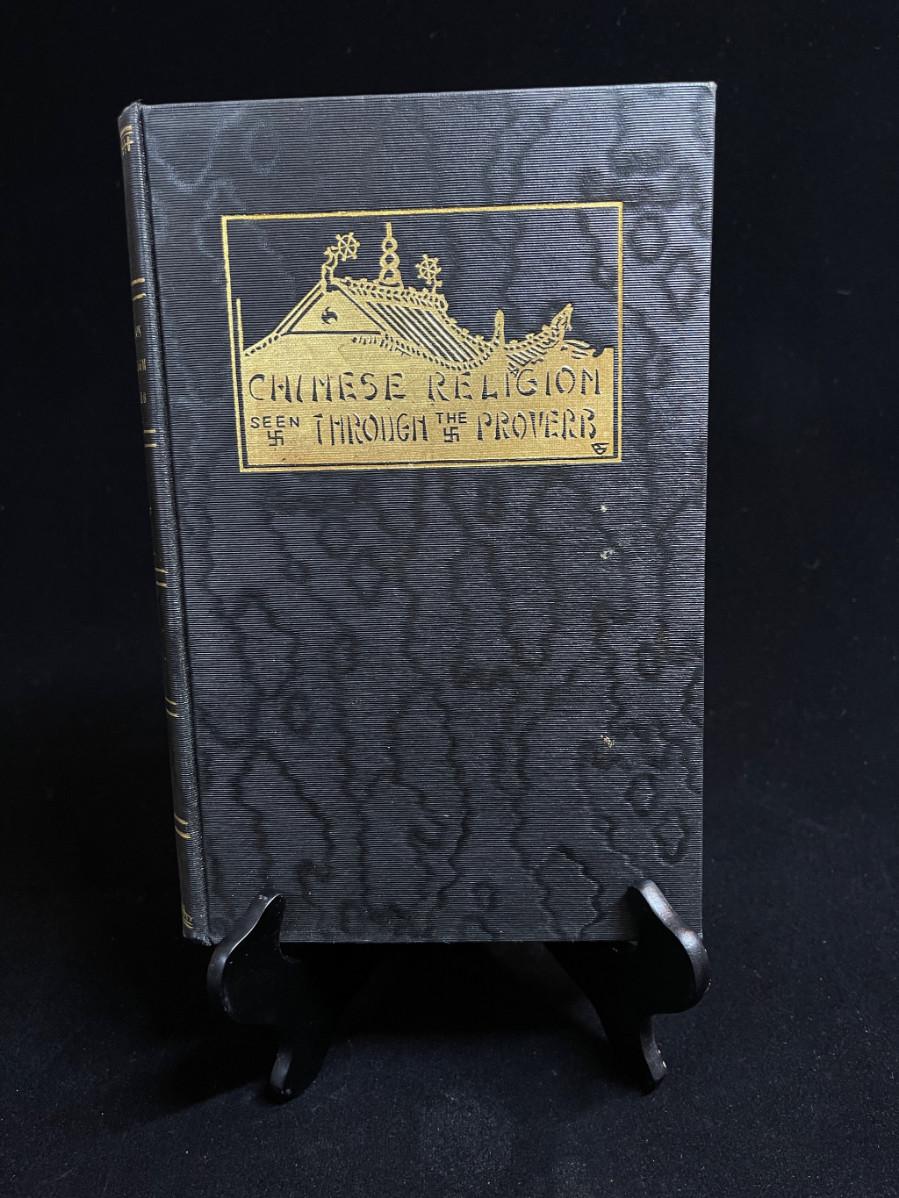 CHINESE RELIGION
SEEN THROUGH THE PROVERB